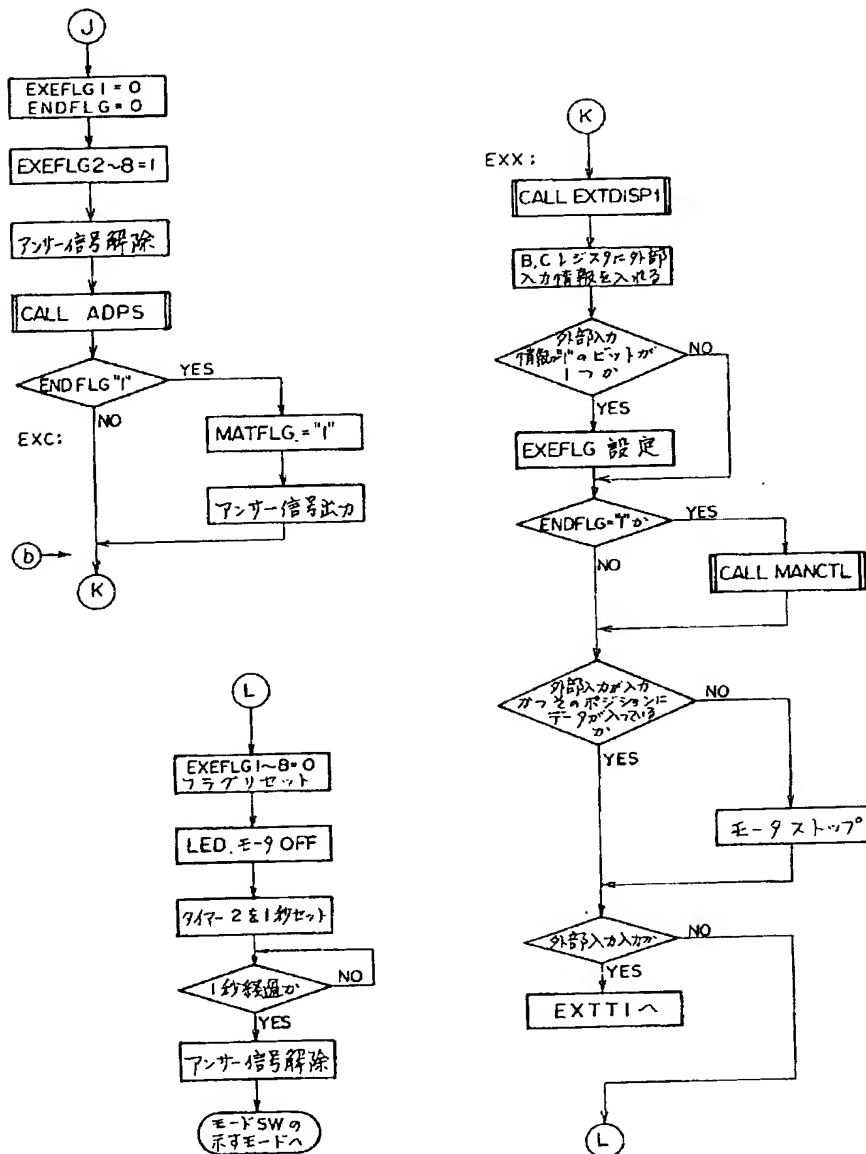 J
EXEFLG1=0
ENDFLG=0
EXEFLG2~8=1
アンサー信号解除
CALL ADPS
ENDFLG"1"
YES
NO
EXC:
MATFLG="1"
アンサー信号出力
b
K
L
EXEFLG1~8=0
フラグリセット
LED.モータOFF
タイマー2を1秒セット
1秒経過か
NO
YES
アンサー信号解除
モードSWの
示すモードへ
K
EXX:
CALL EXTDISP1
B.Cレジスタに外部
入力情報を入れる
外部入力
情報が"1"のビットが
1つか
NO
YES
EXEFLG 設定
ENDFLG="1"か
YES
NO
CALL MANCTL
外部入力が入力
かつそのポジションに
データが入っている
か
NO
YES
モータストップ
外部入力入力か
NO
YES
EXTT1へ
L